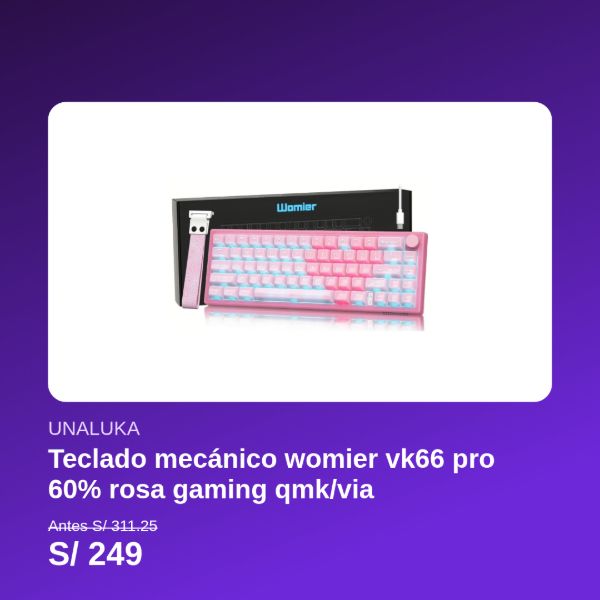 Womier
UNALUKA
Teclado mecánico womier vk66 pro
60% rosa gaming qmk/via
Antes S/ 311.25
S/ 249